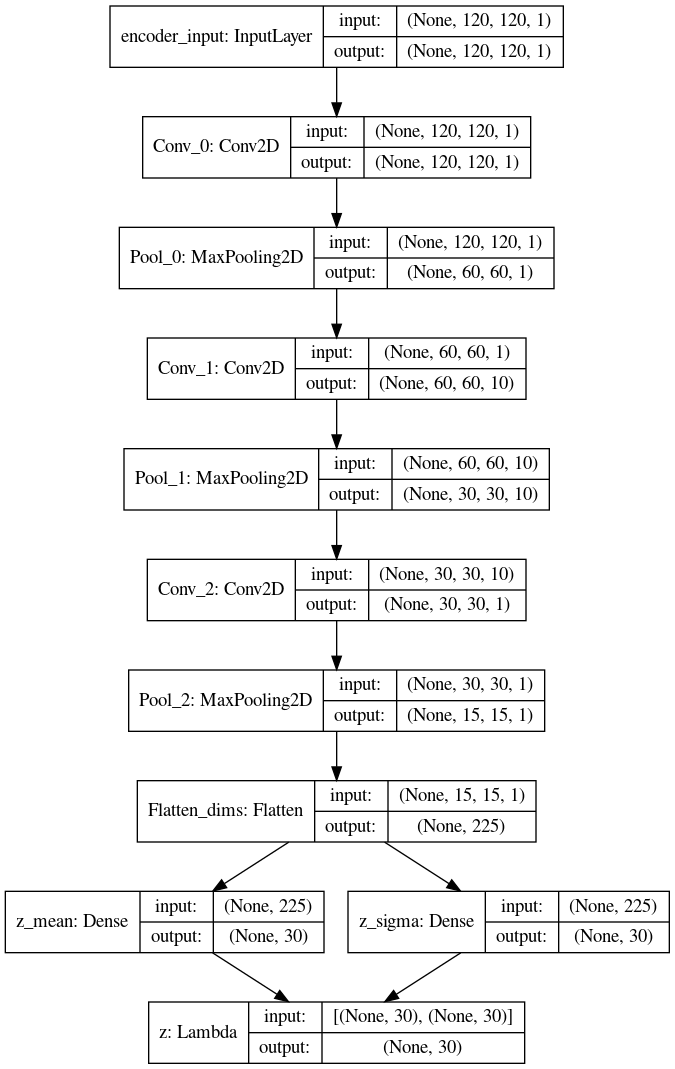 encoder_input: InputLayer
input: (None, 120, 120, 1)
output: (None, 120, 120, 1)
Conv_0: Conv2D
input: (None, 120, 120, 1)
output: (None, 120, 120, 1)
Pool_0: MaxPooling2D
input: (None, 120, 120, 1)
output: (None, 60, 60, 1)
Conv_1: Conv2D
input: (None, 60, 60, 1)
output: (None, 60, 60, 10)
Pool_1: MaxPooling2D
input: (None, 60, 60, 10)
output: (None, 30, 30, 10)
Conv_2: Conv2D
input: (None, 30, 30, 10)
output: (None, 30, 30, 1)
Pool_2: MaxPooling2D
input: (None, 30, 30, 1)
output: (None, 15, 15, 1)
Flatten_dims: Flatten
input: (None, 15, 15, 1)
output: (None, 225)
z_mean: Dense
input: (None, 225)
output: (None, 30)
z_sigma: Dense
input: (None, 225)
output: (None, 30)
z: Lambda
input: [(None, 30), (None, 30)]
output: (None, 30)